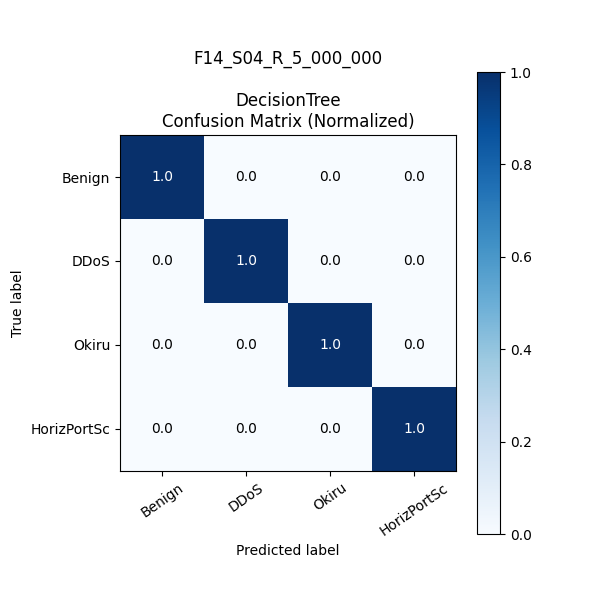 F14_S04_R_5_000_000
DecisionTree
Confusion Matrix (Normalized)
True label
Benign 1.0 0.0 0.0 0.0
DDoS 0.0 1.0 0.0 0.0
Okiru 0.0 0.0 1.0 0.0
HorizPortSc 0.0 0.0 0.0 1.0
Benign DDoS Okiru HorizPortSc
Predicted label
1.0
0.8
0.6
0.4
0.2
0.0